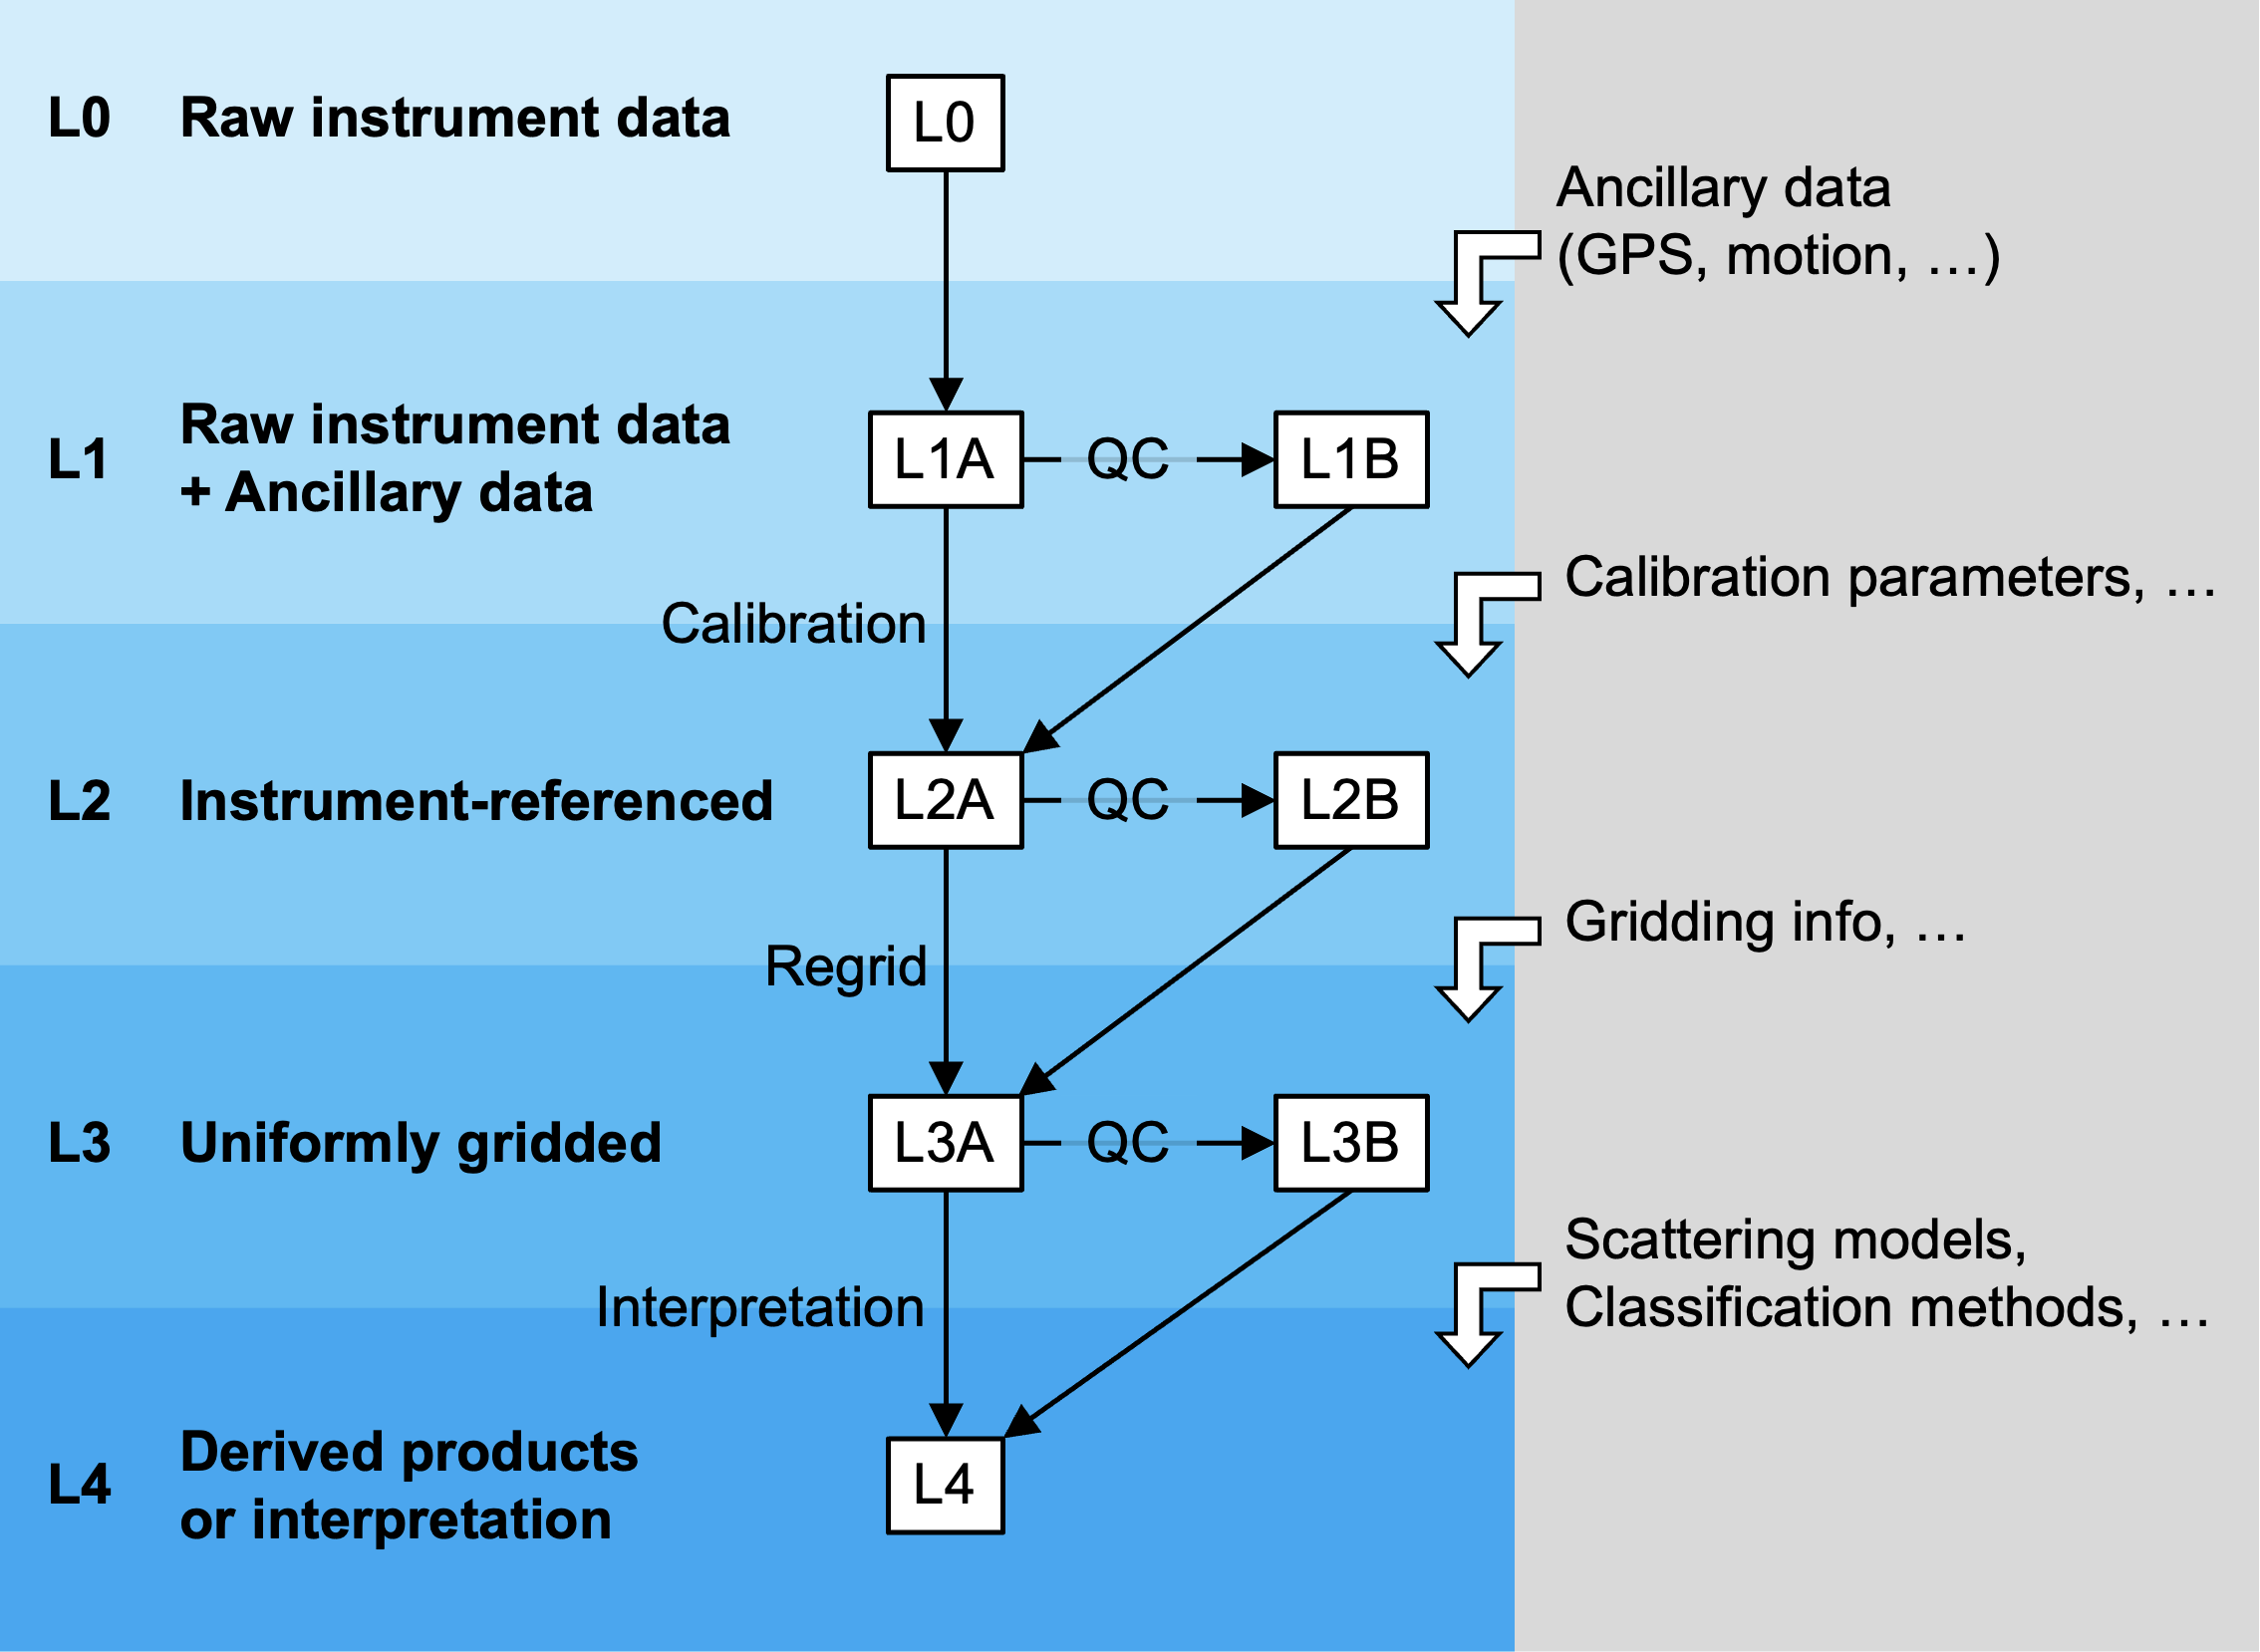 L0 Raw instrument data
L0
Ancillary data
(GPS, motion, …)
L1
Raw instrument data
+ Ancillary data
L1A
QC
L1B
Calibration parameters, …
Calibration
L2 Instrument-referenced
L2A
QC
L2B
Gridding info, …
Regrid
L3 Uniformly gridded
L3A
QC
L3B
Scattering models,
Classification methods, …
Interpretation
L4
Derived products
or interpretation
L4